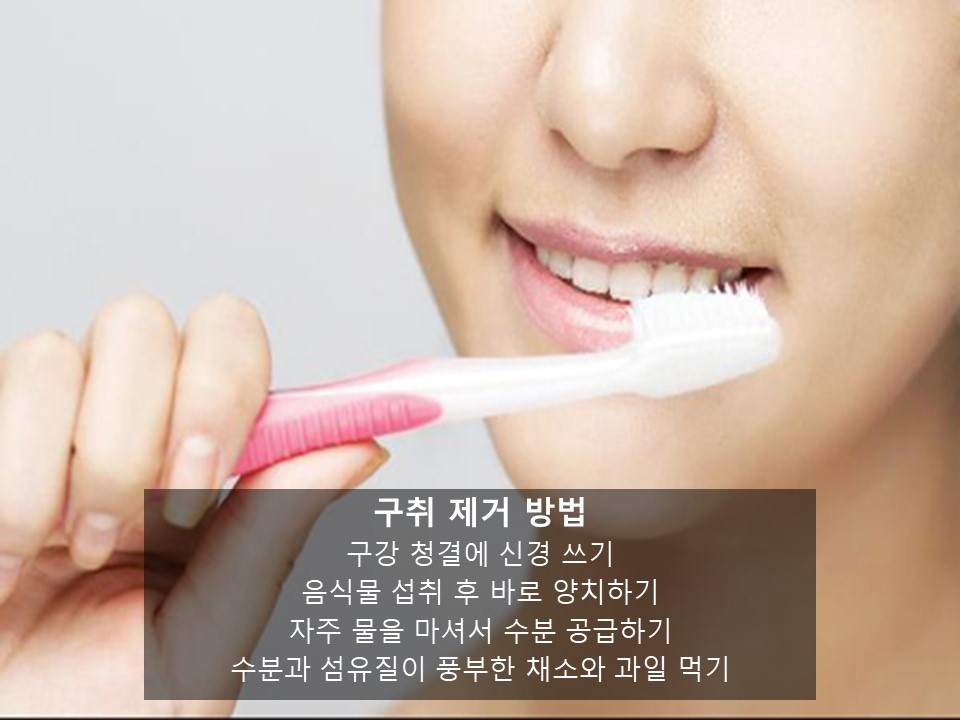 구취 제거 방법
구강 청결에 신경 쓰기
음식물 섭취 후 바로 양치하기
자주 물을 마셔서 수분 공급하기
수분과 섬유질이 풍부한 채소와 과일 먹기